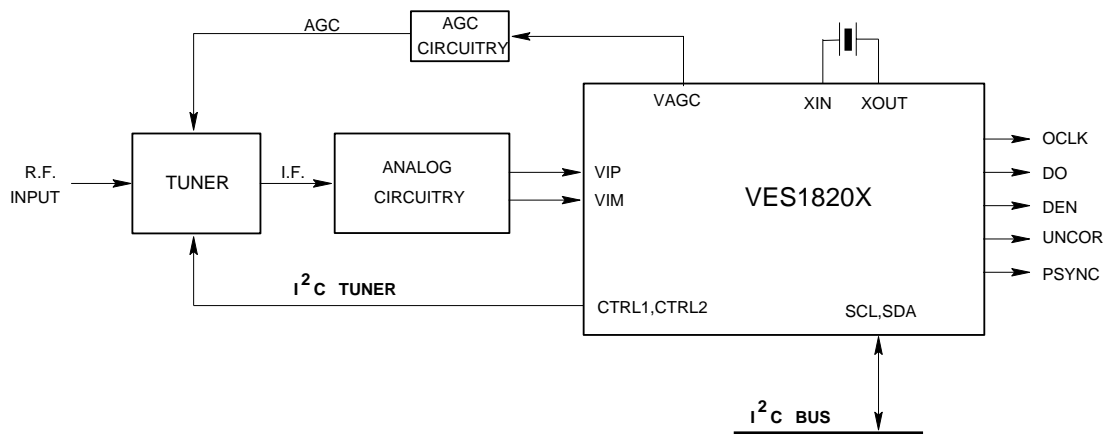 AGC
AGC
CIRCUITRY
VAGC
XIN
XOUT
R.F.
INPUT
TUNER
I.F.
ANALOG
CIRCUITRY
VIP
VIM
VES1820X
OCLK
DO
DEN
UNCOR
PSYNC
I²C TUNER
CTRL1,CTRL2
SCL,SDA
I²C BUS